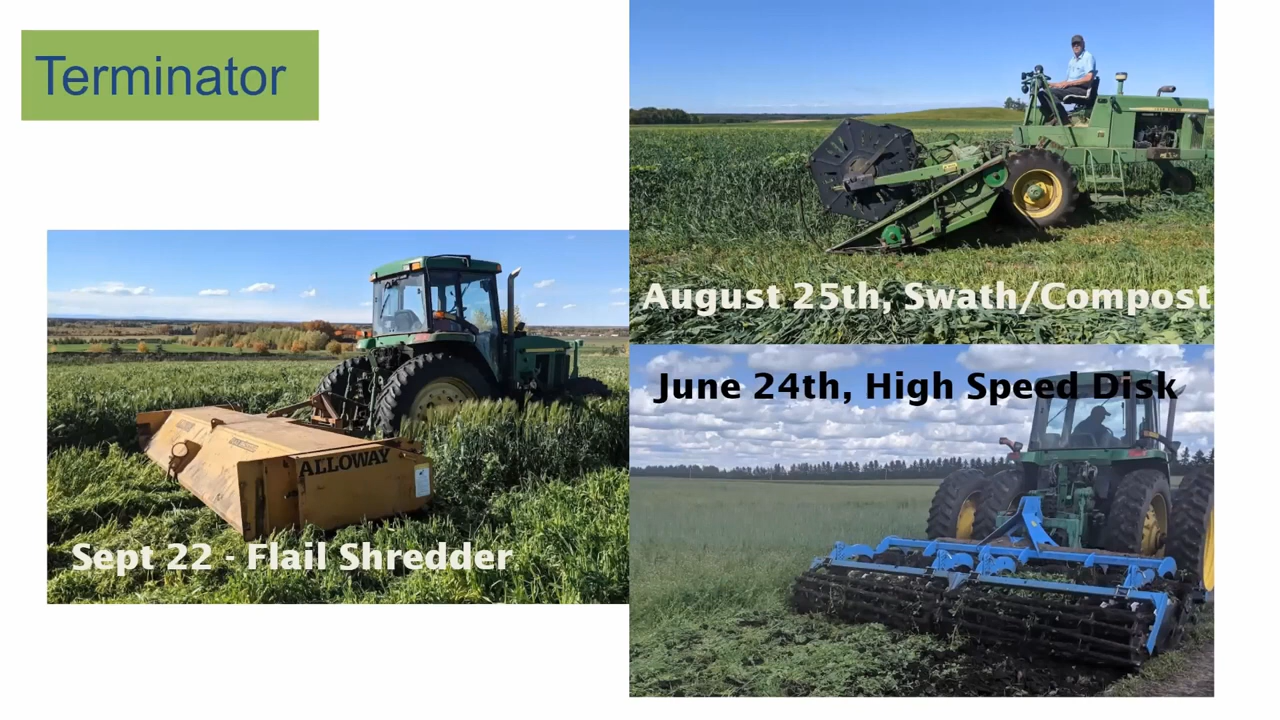 Terminator
August 25th, Swath/Compost
June 24th, High Speed Disk
ALLOWAY
Sept 22 - Flail Shredder